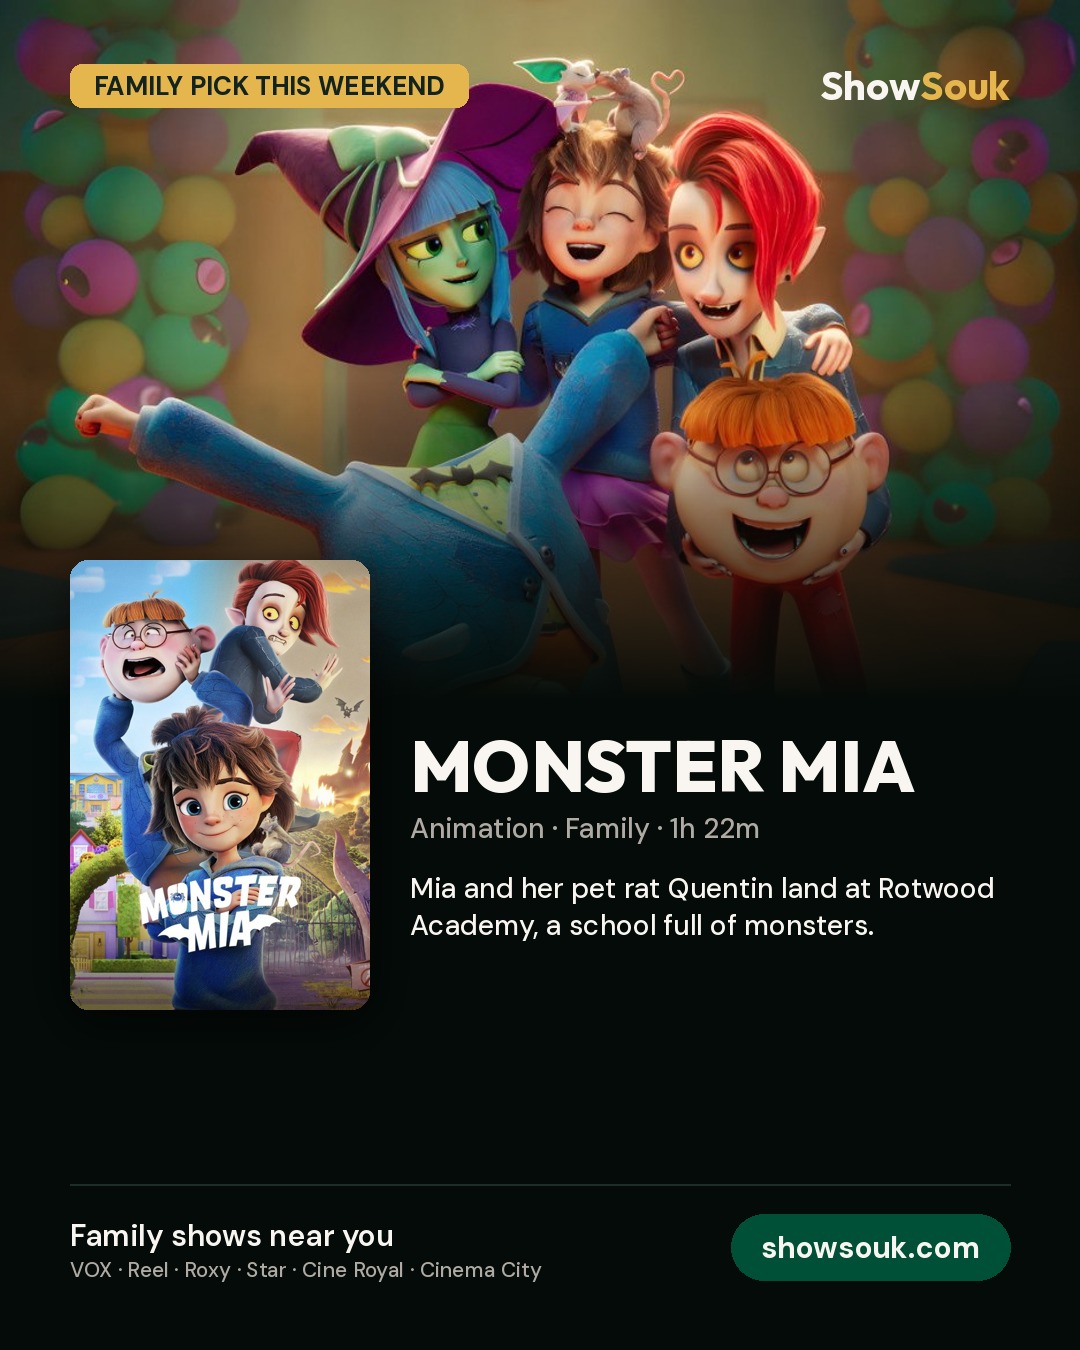 FAMILY PICK THIS WEEKEND
ShowSouk
MONSTER
MIA
MONSTER MIA
Animation · Family · 1h 22m
Mia and her pet rat Quentin land at Rotwood
Academy, a school full of monsters.
Family shows near you
VOX · Reel · Roxy · Star · Cine Royal · Cinema City
showsouk.com